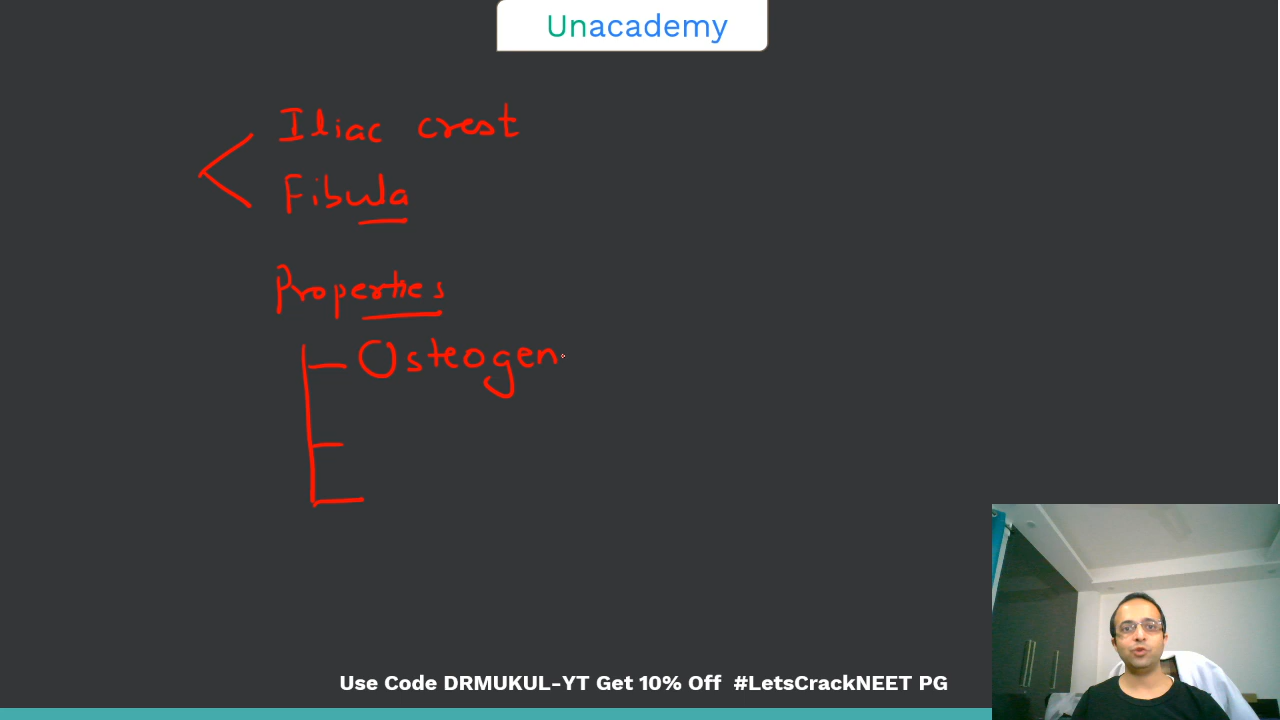 Unacademy
Iliac crest
Fibula
Properties
Osteogen
Use Code DRMUKUL-YT Get 10% Off #LetsCrackNEET PG